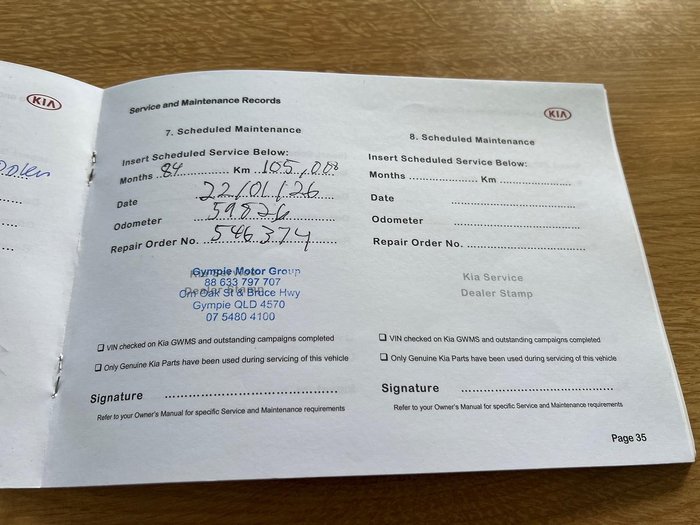 KIA
Service and Maintenance Records
7. Scheduled Maintenance
Insert Scheduled Service Below:
Months 84 Km 105,000
Date 22/01/26
Odometer 59826
Repair Order No. 546374
Kia Service
Dealer Stamp
Gympie Motor Group
88 633 797 707
Cnr Oak St & Bruce Hwy
Gympie QLD 4570
07 5480 4100
❑ VIN checked on Kia GWMS and outstanding campaigns completed
❑ Only Genuine Kia Parts have been used during servicing of this vehicle
Signature
Refer to your Owner's Manual for specific Service and Maintenance requirements
KIA
8. Scheduled Maintenance
Insert Scheduled Service Below:
Months Km
Date
Odometer
Repair Order No.
Kia Service
Dealer Stamp
❑ VIN checked on Kia GWMS and outstanding campaigns completed
❑ Only Genuine Kia Parts have been used during servicing of this vehicle
Signature
Refer to your Owner's Manual for specific Service and Maintenance requirements
Page 35